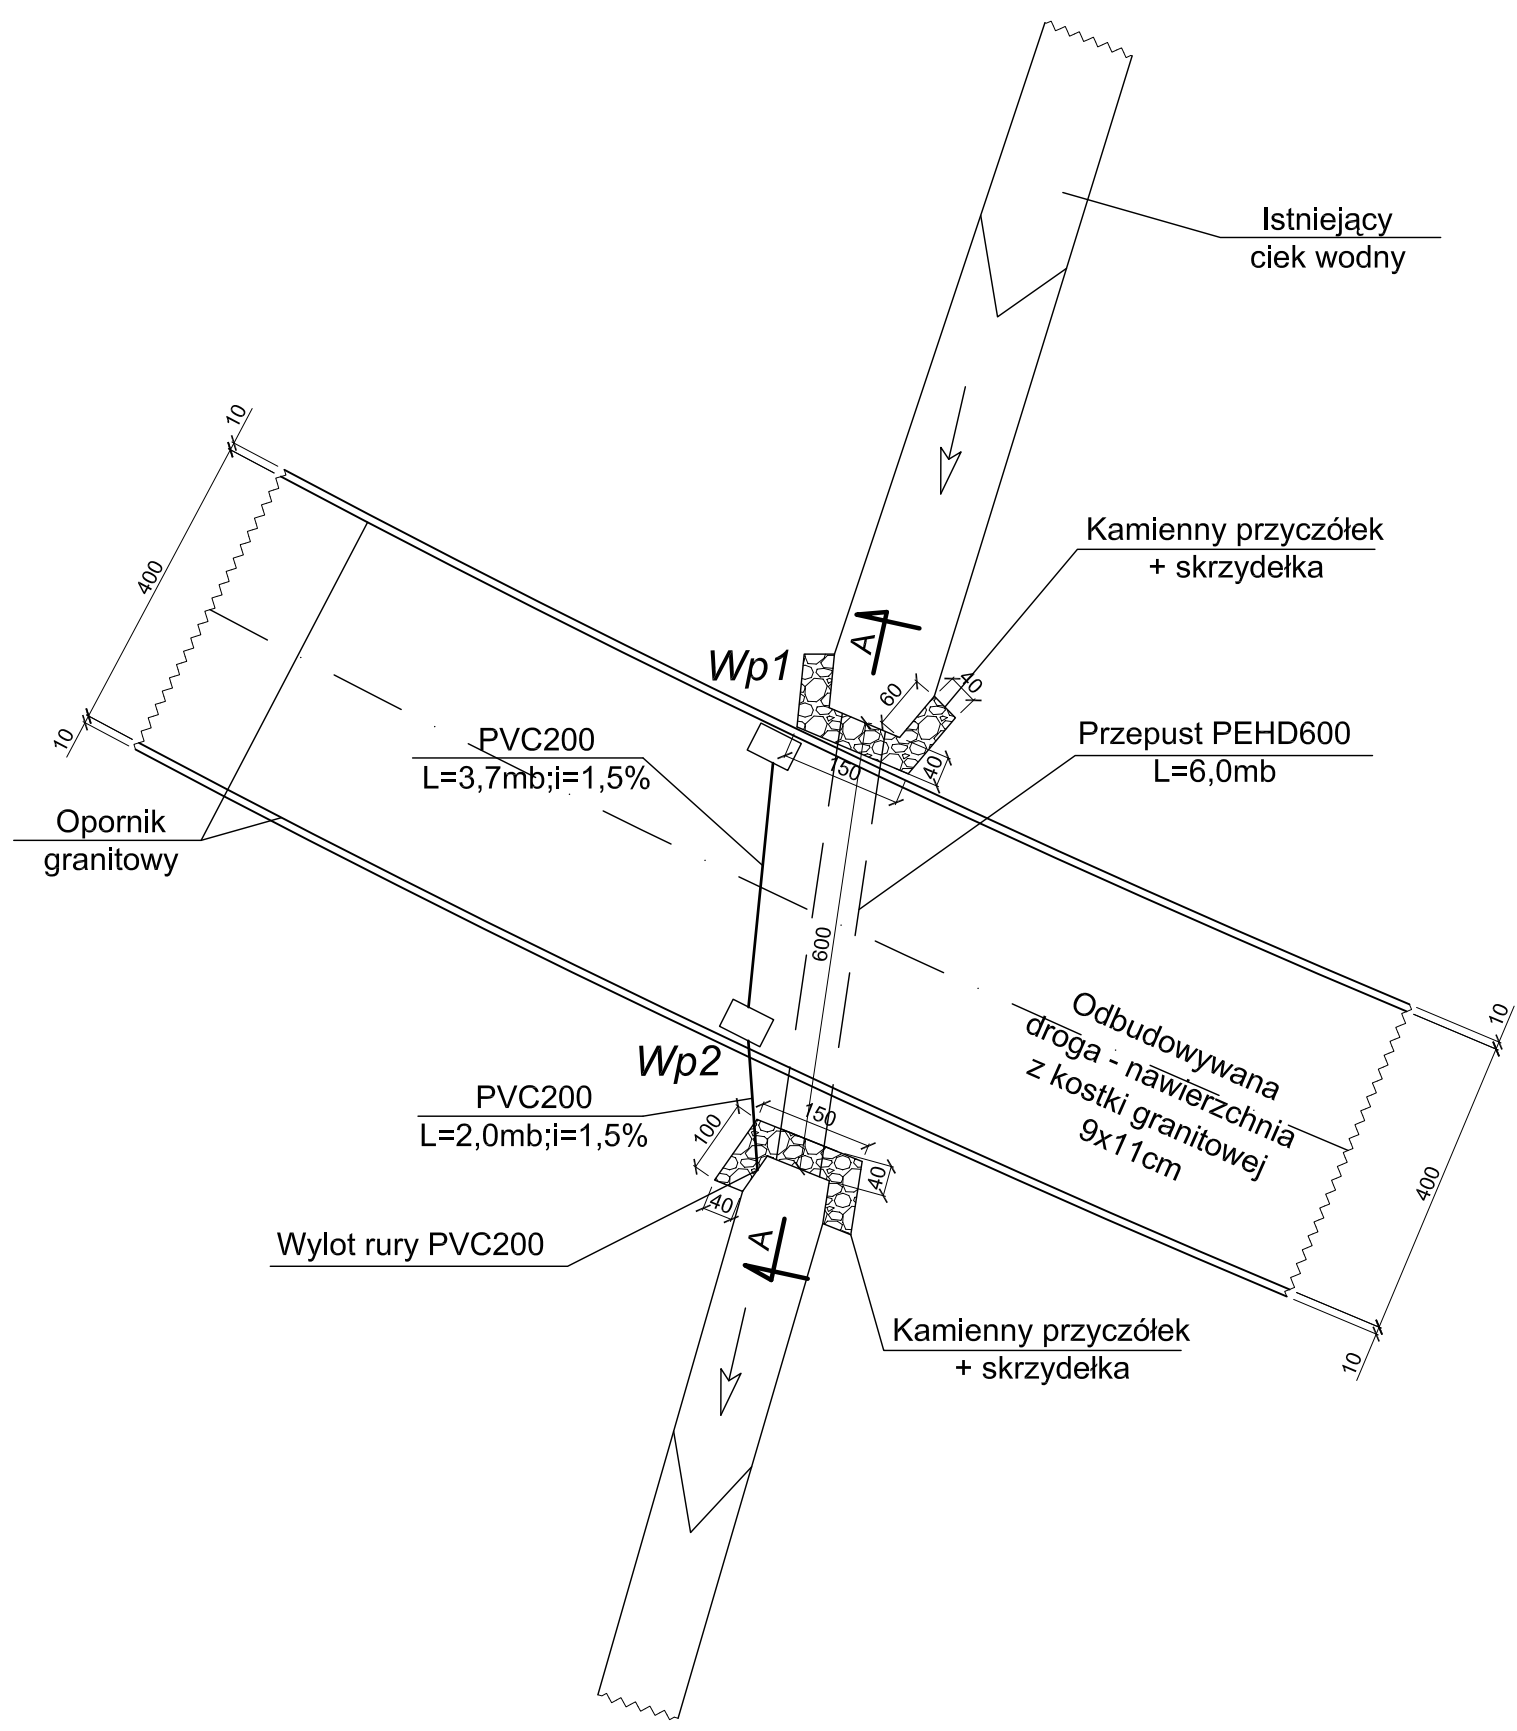 Istniejący
ciek wodny
10
400
10
Kamienny przyczółek
+ skrzydełka
A
Wp1
60
40
40
150
PVC200
L=3,7mb;i=1,5%
Przepust PEHD600
L=6,0mb
Opornik
granitowy
600
Odbudowywana
droga - nawierzchnia
z kostki granitowej
9x11cm
10
400
10
Wp2
PVC200
L=2,0mb;i=1,5%
150
100
40
40
A
Wylot rury PVC200
Kamienny przyczółek
+ skrzydełka